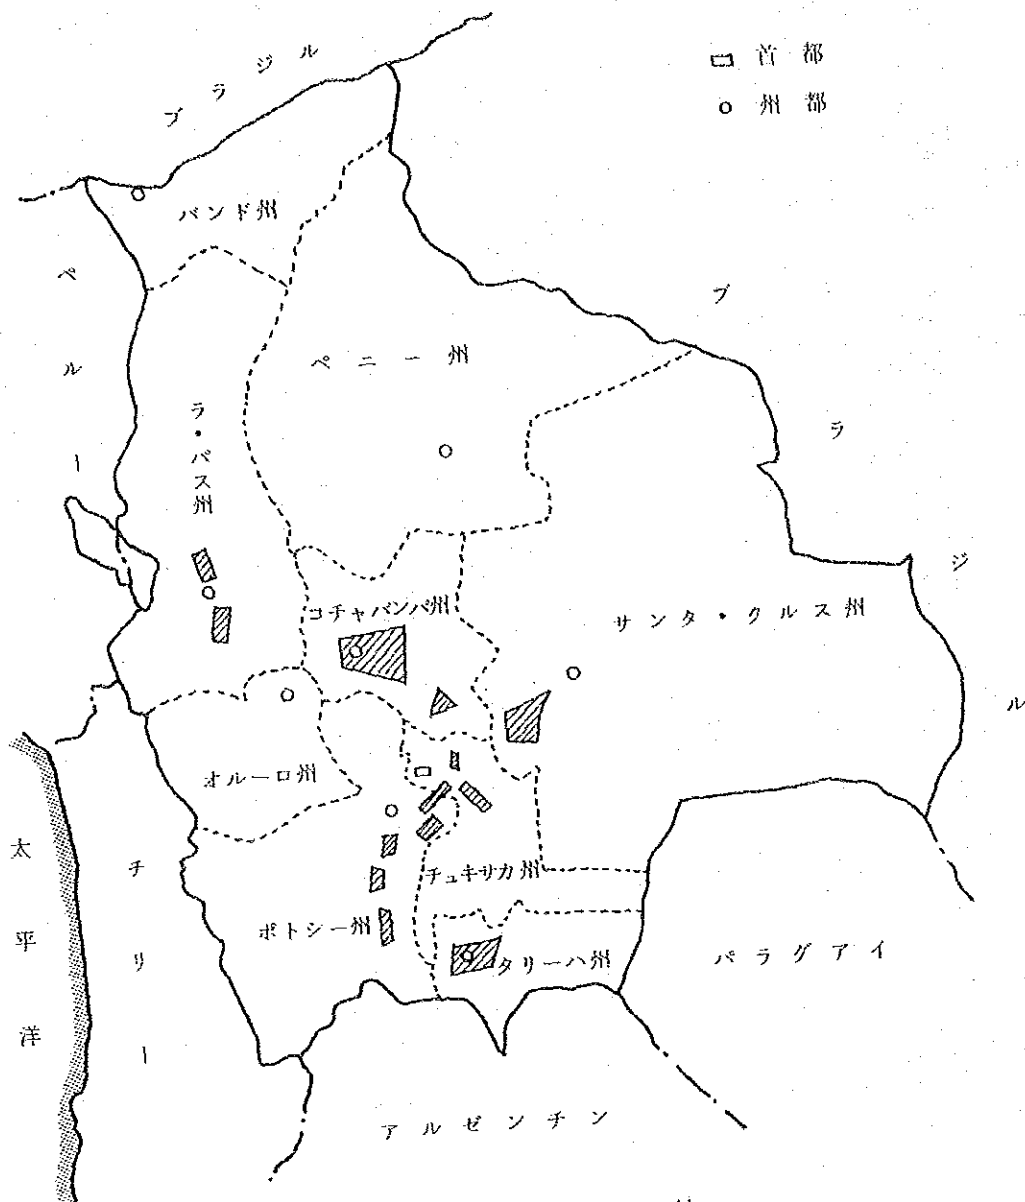 首都
州都
ブラジル
バンド州
ペルー
ブラジル
ペニー州
ラ・パス州
コチャバンバ州
サンタ・クルス州
オルーロ州
太平洋
チリー
チュキサカ州
ポトシー州
タリーハ州
パラグアイ
アルゼンチン